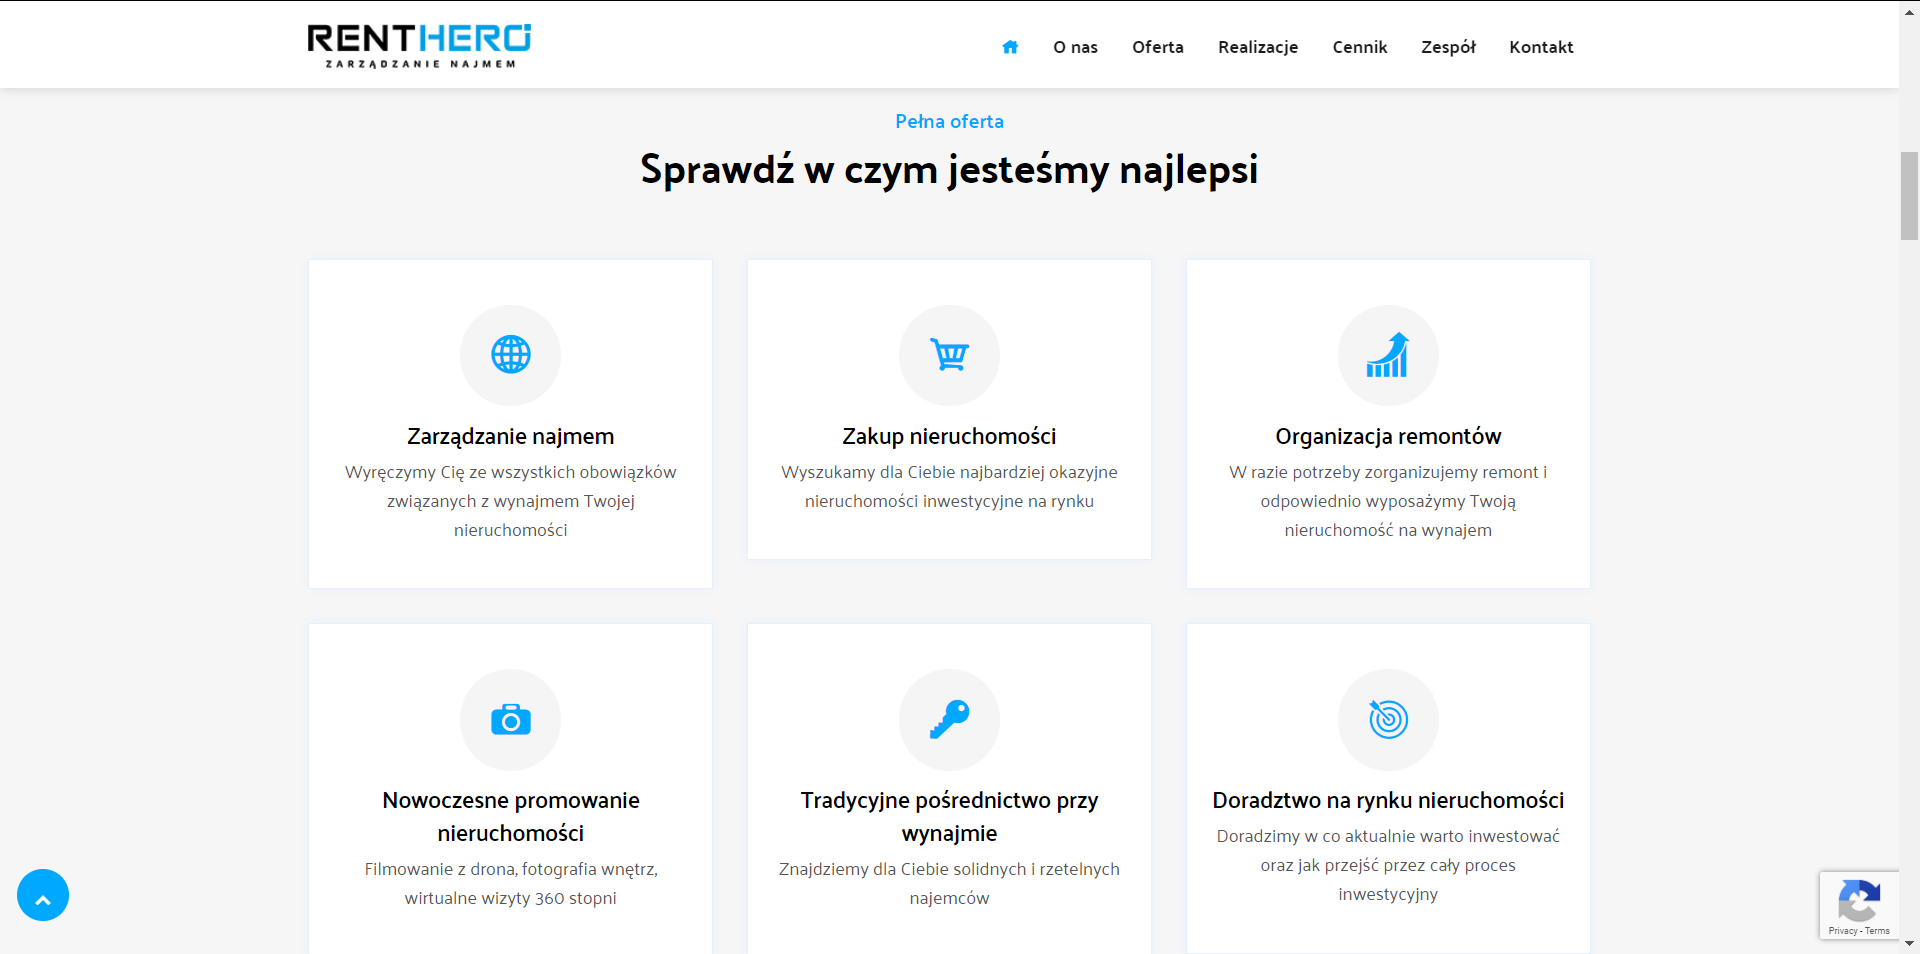 RENTHERO
ZARZĄDZANIE NAJMEM
O nas
Oferta
Realizacje
Cennik
Zespół
Kontakt
Pełna oferta
Sprawdź w czym jesteśmy najlepsi
Zarządzanie najmem
Wyręczymy Cię ze wszystkich obowiązków
związanych z wynajmem Twojej
nieruchomości
Zakup nieruchomości
Wyszukamy dla Ciebie najbardziej okazyjne
nieruchomości inwestycyjne na rynku
Organizacja remontów
W razie potrzeby zorganizujemy remont i
odpowiednio wyposażymy Twoją
nieruchomość na wynajem
Nowoczesne promowanie
nieruchomości
Filmowanie z drona, fotografia wnętrz,
wirtualne wizyty 360 stopni
Tradycyjne pośrednictwo przy
wynajmie
Znajdziemy dla Ciebie solidnych i rzetelnych
najemców
Doradztwo na rynku nieruchomości
Doradzimy w co aktualnie warto inwestować
oraz jak przejść przez cały proces
inwestycyjny
Privacy - Terms